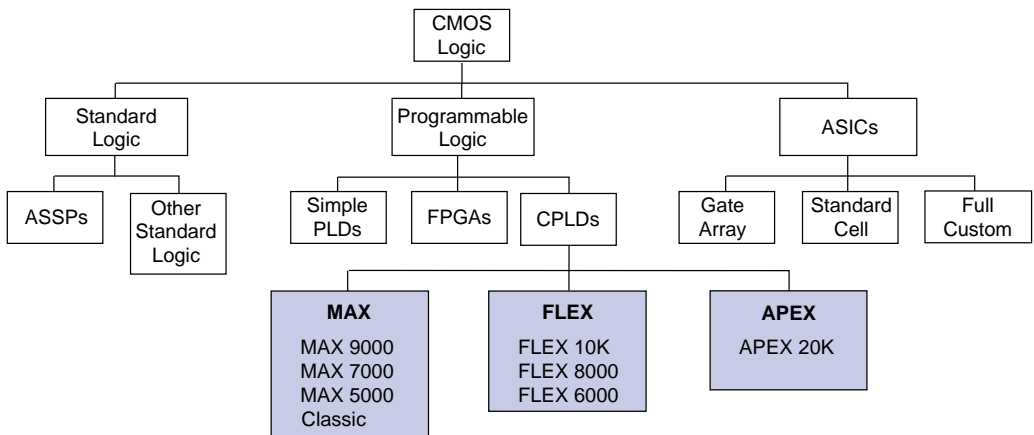 CMOS
Logic
Standard
Logic
Programmable
Logic
ASICs
ASSPs
Other
Standard
Logic
Simple
PLDs
FPGAs
CPLDs
Gate
Array
Standard
Cell
Full
Custom
MAX
MAX 9000
MAX 7000
MAX 5000
Classic
FLEX
FLEX 10K
FLEX 8000
FLEX 6000
APEX
APEX 20K